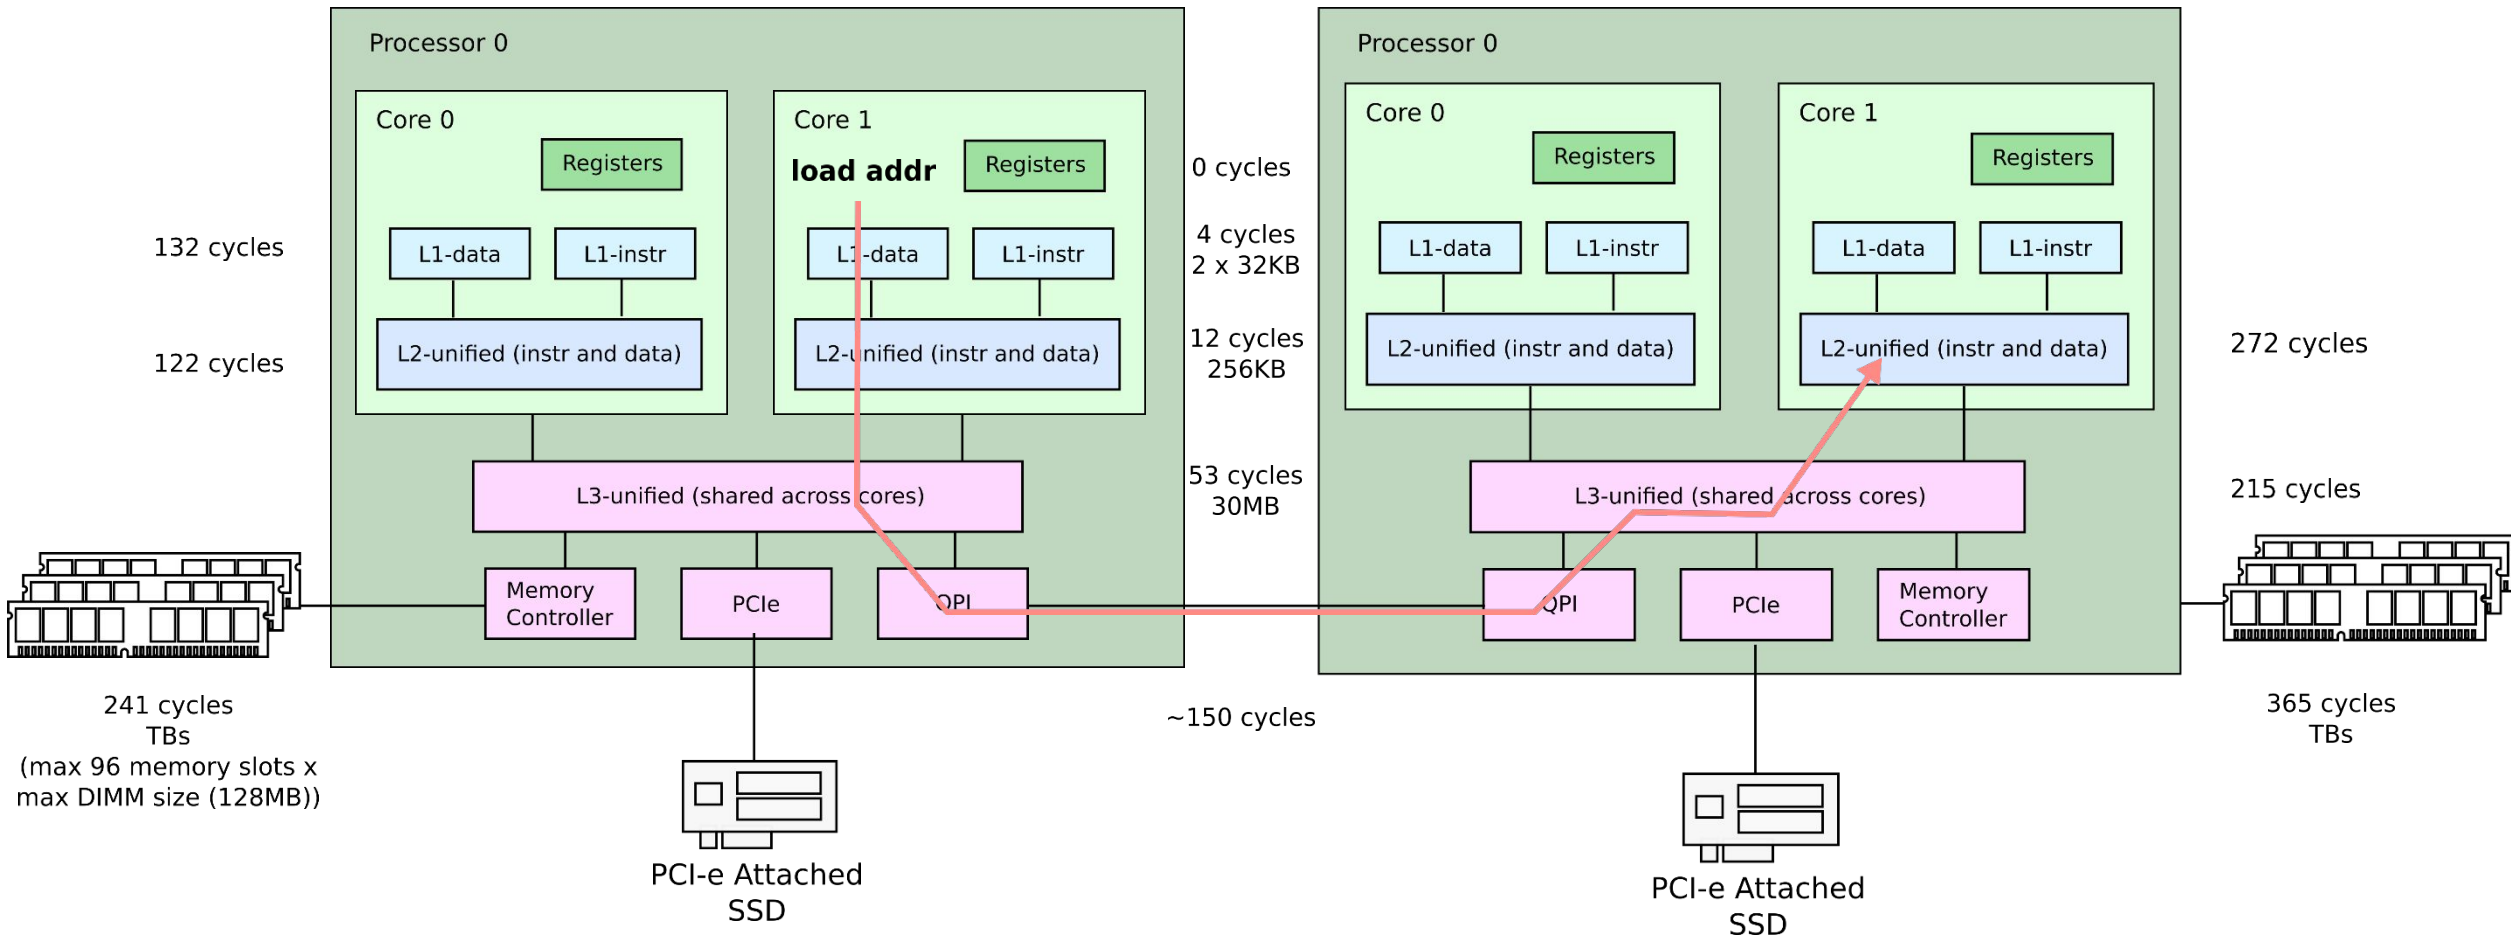 Processor 0
Core 0
Registers
L1-data
L1-instr
L2-unified (instr and data)
Core 1
load addr
Registers
L1-data
L1-instr
L2-unified (instr and data)
L3-unified (shared across cores)
Memory
Controller
PCIe
QPI
132 cycles
122 cycles
241 cycles
TBs
(max 96 memory slots x
max DIMM size (128MB))
PCI-e Attached
SSD
0 cycles
4 cycles
2 x 32KB
12 cycles
256KB
53 cycles
30MB
~150 cycles
Processor 0
Core 0
Registers
L1-data
L1-instr
L2-unified (instr and data)
Core 1
Registers
L1-data
L1-instr
L2-unified (instr and data)
L3-unified (shared across cores)
QPI
PCIe
Memory
Controller
272 cycles
215 cycles
365 cycles
TBs
PCI-e Attached
SSD